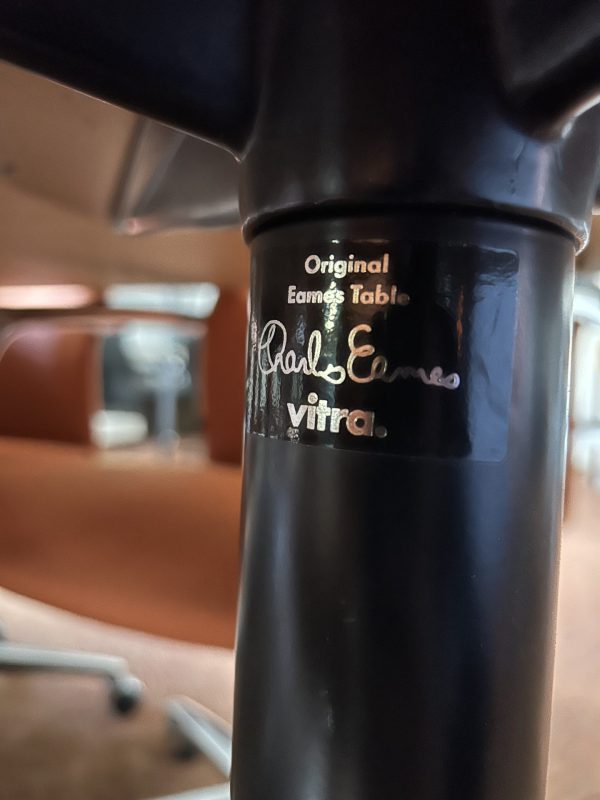 Original
Eames Table
Charles Eames
vitra.